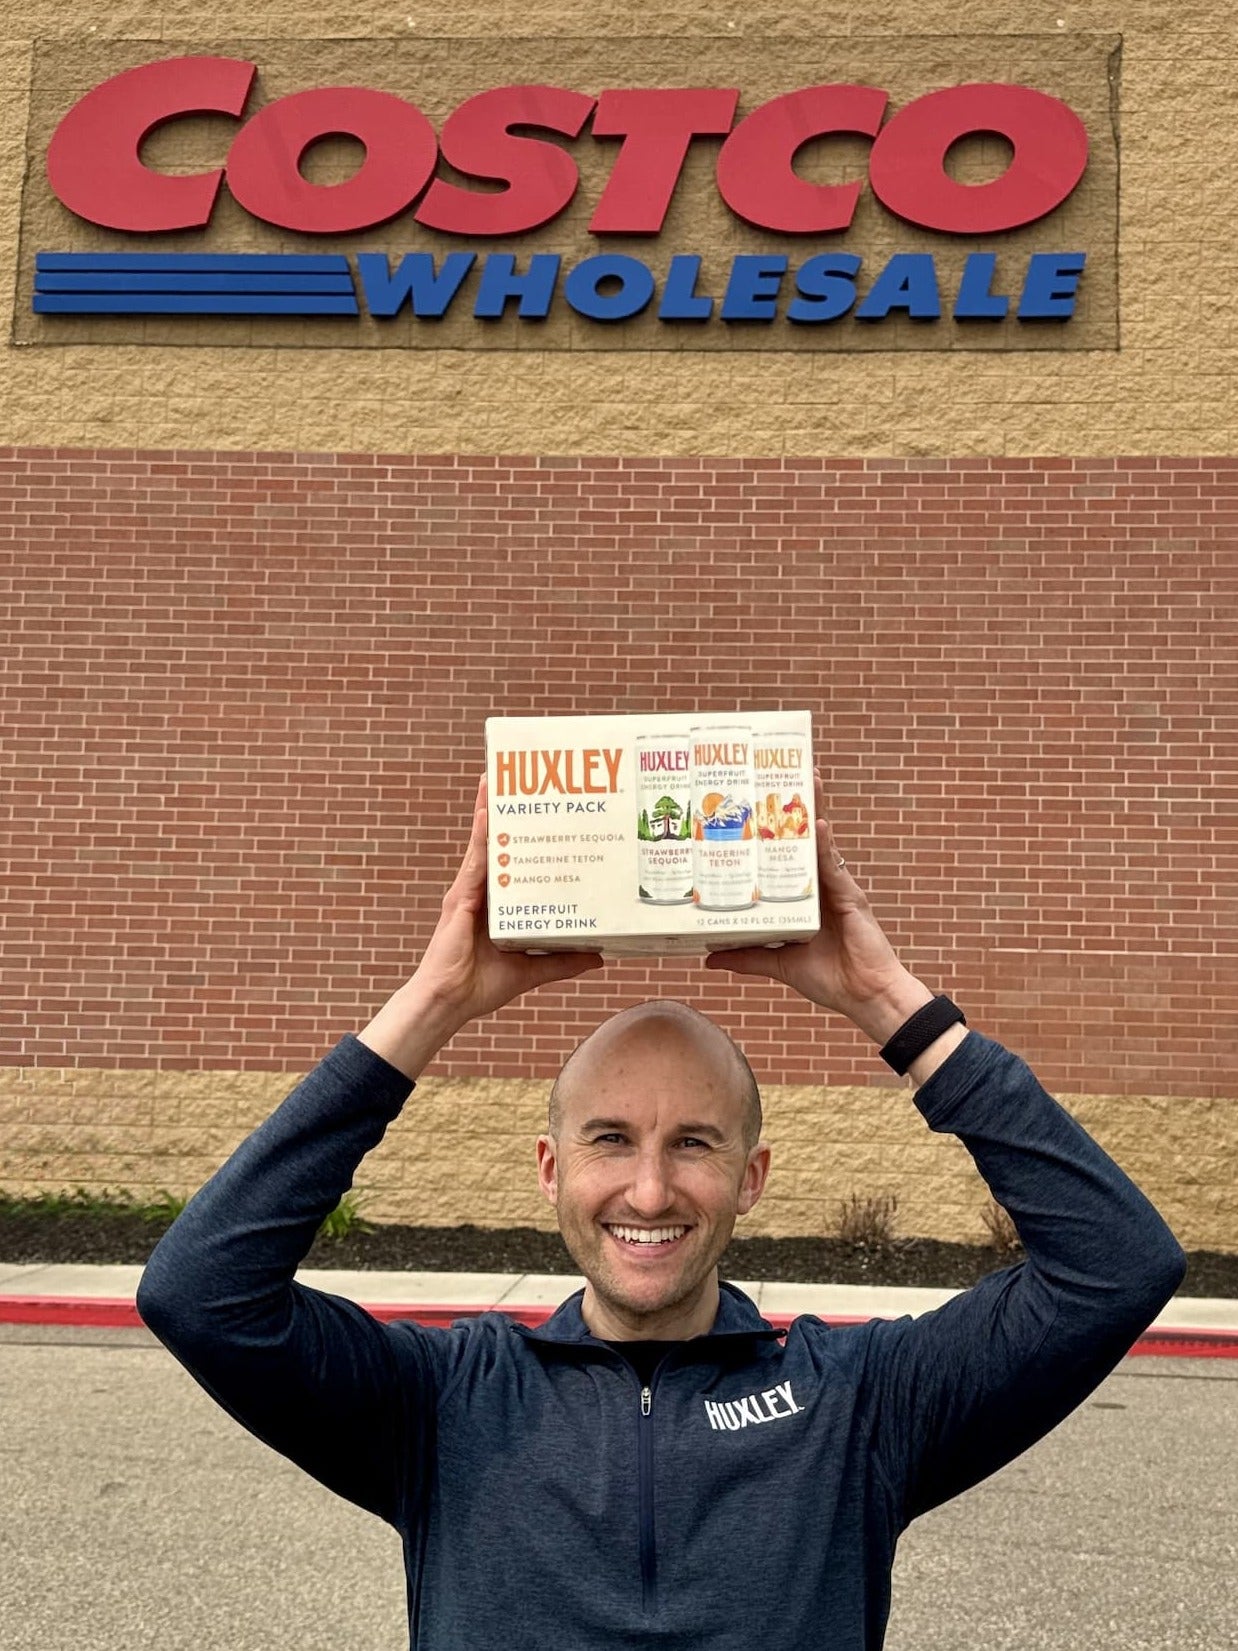 COSTCO
WHOLESALE
HUXLEY
VARIETY PACK
STRAWBERRY SEQUOIA
TANGERINE TETON
MANGO MESA
SUPERFRUIT
ENERGY DRINK
HUXLEY
SUPERFRUIT
ENERGY DRINK
STRAWBERRY
SEQUOIA
HUXLEY
SUPERFRUIT
ENERGY DRINK
TANGERINE
TETON
HUXLEY
SUPERFRUIT
ENERGY DRINK
MANGO
MESA
12 CANS X 12 FL OZ. (355ML)
HUXLEY